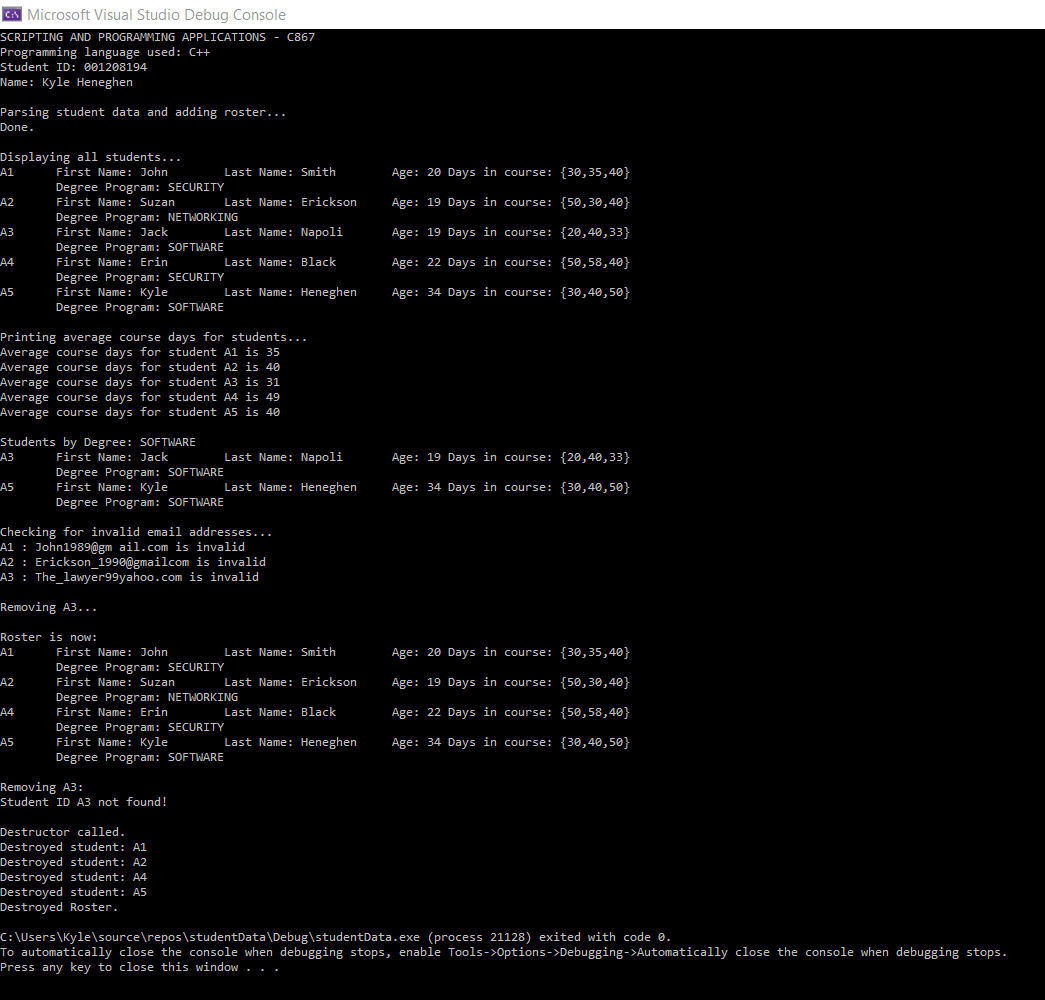 Microsoft Visual Studio Debug Console
SCRIPTING AND PROGRAMMING APPLICATIONS - C867
Programming language used: C++
Student ID: 001208194
Name: Kyle Heneghen
Parsing student data and adding roster...
Done.
Displaying all students...
A1 First Name: John Last Name: Smith Age: 20 Days in course: {30,35,40}
Degree Program: SECURITY
A2 First Name: Suzan Last Name: Erickson Age: 19 Days in course: {50,30,40}
Degree Program: NETWORKING
A3 First Name: Jack Last Name: Napoli Age: 19 Days in course: {20,40,33}
Degree Program: SOFTWARE
A4 First Name: Erin Last Name: Black Age: 22 Days in course: {50,58,40}
Degree Program: SECURITY
A5 First Name: Kyle Last Name: Heneghen Age: 34 Days in course: {30,40,50}
Degree Program: SOFTWARE
Printing average course days for students...
Average course days for student A1 is 35
Average course days for student A2 is 40
Average course days for student A3 is 31
Average course days for student A4 is 49
Average course days for student A5 is 40
Students by Degree: SOFTWARE
A3 First Name: Jack Last Name: Napoli Age: 19 Days in course: {20,40,33}
Degree Program: SOFTWARE
A5 First Name: Kyle Last Name: Heneghen Age: 34 Days in course: {30,40,50}
Degree Program: SOFTWARE
Checking for invalid email addresses...
A1 : John1989@gm ail.com is invalid
A2 : Erickson_1990@gmailcom is invalid
A3 : The_lawyer99yahoo.com is invalid
Removing A3...
Roster is now:
A1 First Name: John Last Name: Smith Age: 20 Days in course: {30,35,40}
Degree Program: SECURITY
A2 First Name: Suzan Last Name: Erickson Age: 19 Days in course: {50,30,40}
Degree Program: NETWORKING
A4 First Name: Erin Last Name: Black Age: 22 Days in course: {50,58,40}
Degree Program: SECURITY
A5 First Name: Kyle Last Name: Heneghen Age: 34 Days in course: {30,40,50}
Degree Program: SOFTWARE
Removing A3:
Student ID A3 not found!
Destructor called.
Destroyed student: A1
Destroyed student: A2
Destroyed student: A4
Destroyed student: A5
Destroyed Roster.
C:\Users\Kyle\source\repos\studentData\Debug\studentData.exe (process 21128) exited with code 0.
To automatically close the console when debugging stops, enable Tools->Options->Debugging->Automatically close the console when debugging stops.
Press any key to close this window . . .